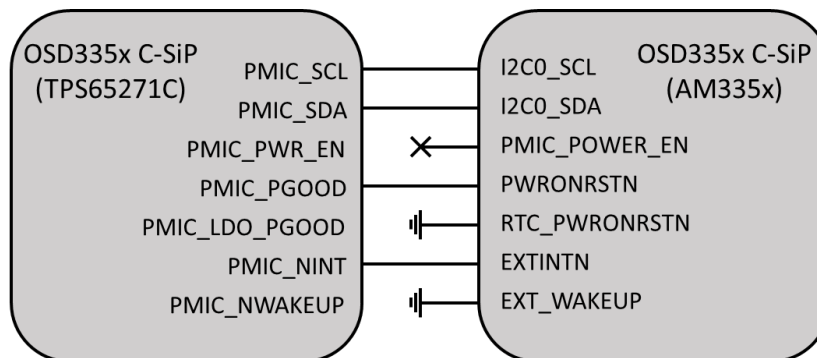 OSD335x C-SiP
(TPS65271C)
PMIC_SCL
PMIC_SDA
PMIC_PWR_EN
PMIC_PGOOD
PMIC_LDO_PGOOD
PMIC_NINT
PMIC_NWAKEUP
OSD335x C-SiP
(AM335x)
I2C0_SCL
I2C0_SDA
PMIC_POWER_EN
PWRONRSTN
RTC_PWRONRSTN
EXTINTN
EXT_WAKEUP